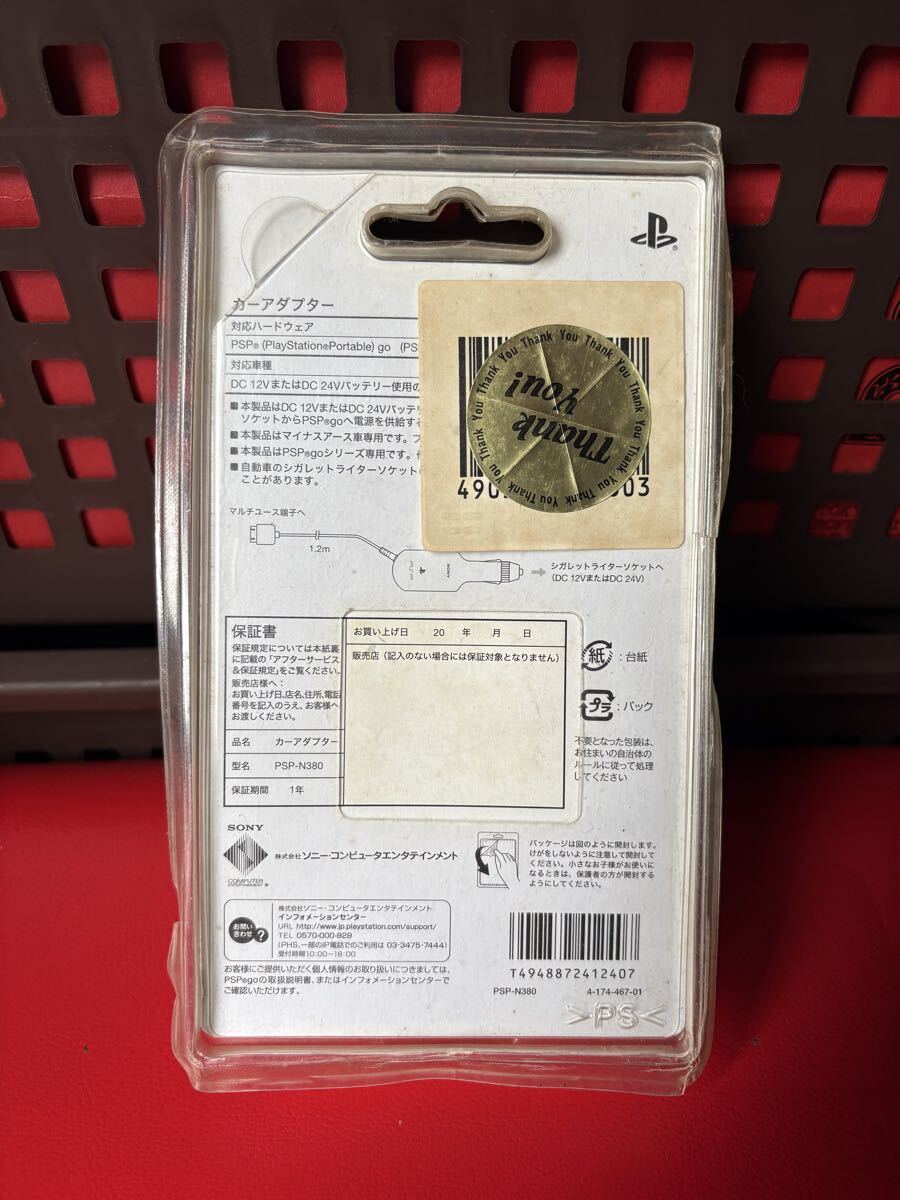 カーアダプター
対応ハードウェア
PSP® (PlayStation®Portable) go (PS
対応車種
DC 12VまたはDC 24Vバッテリー使用の
■本製品はDC 12VまたはDC 24Vバッテ
ソケットからPSP®goへ電源を供給する
■本製品はマイナスアース車専用です。
■本製品はPSP®goシリーズ専用です。
■自動車のシガレットライターソケット
ことがあります。
Thank You Thank You Thank You Thank You Thank You Thank You Thank You
Thank
You!
490
503
マルチユース端子へ
1.2m
SONY
シガレットライターソケットへ
(DC 12VまたはDC 24V)
保証書
保証規定については本紙裏
に記載の「アフターサービス
&保証規定」をご覧ください。
販売店様へ：
お買い上げ日、店名、住所、電話
番号を記入のうえ、お客様へ
お渡しください。
品名 カーアダプター
型名 PSP-N380
保証期間 1年
お買い上げ日 20 年 月 日
販売店（記入のない場合には保証対象となりません）
紙：台紙
プラ：パック
不要となった包装は、
お住まいの自治体の
ルールに従って処理
してください
SONY
COMPUTER
ENTERTAINMENT®
株式会社ソニー・コンピュータエンタテインメント
パッケージは図のように開封します。
けがをしないように注意して開封して
ください。小さなお子様がお使いに
なるときは、保護者の方が開封する
ようにしてください。
お問い
合わせ?
株式会社ソニー・コンピュータエンタテインメント
インフォメーションセンター
URL http://www.jp.playstation.com/support/
TEL 0570-000-929
(PHS、一部のIP電話でのご利用は 03-3475-7444)
受付時間10:00~18:00
お客様にご提供いただく個人情報のお取り扱いにつきましては、
PSP®goの取扱説明書、またはインフォメーションセンターで
ご確認いただけます。
T4948872412407
PSP-N380 4-174-467-01
>PS<